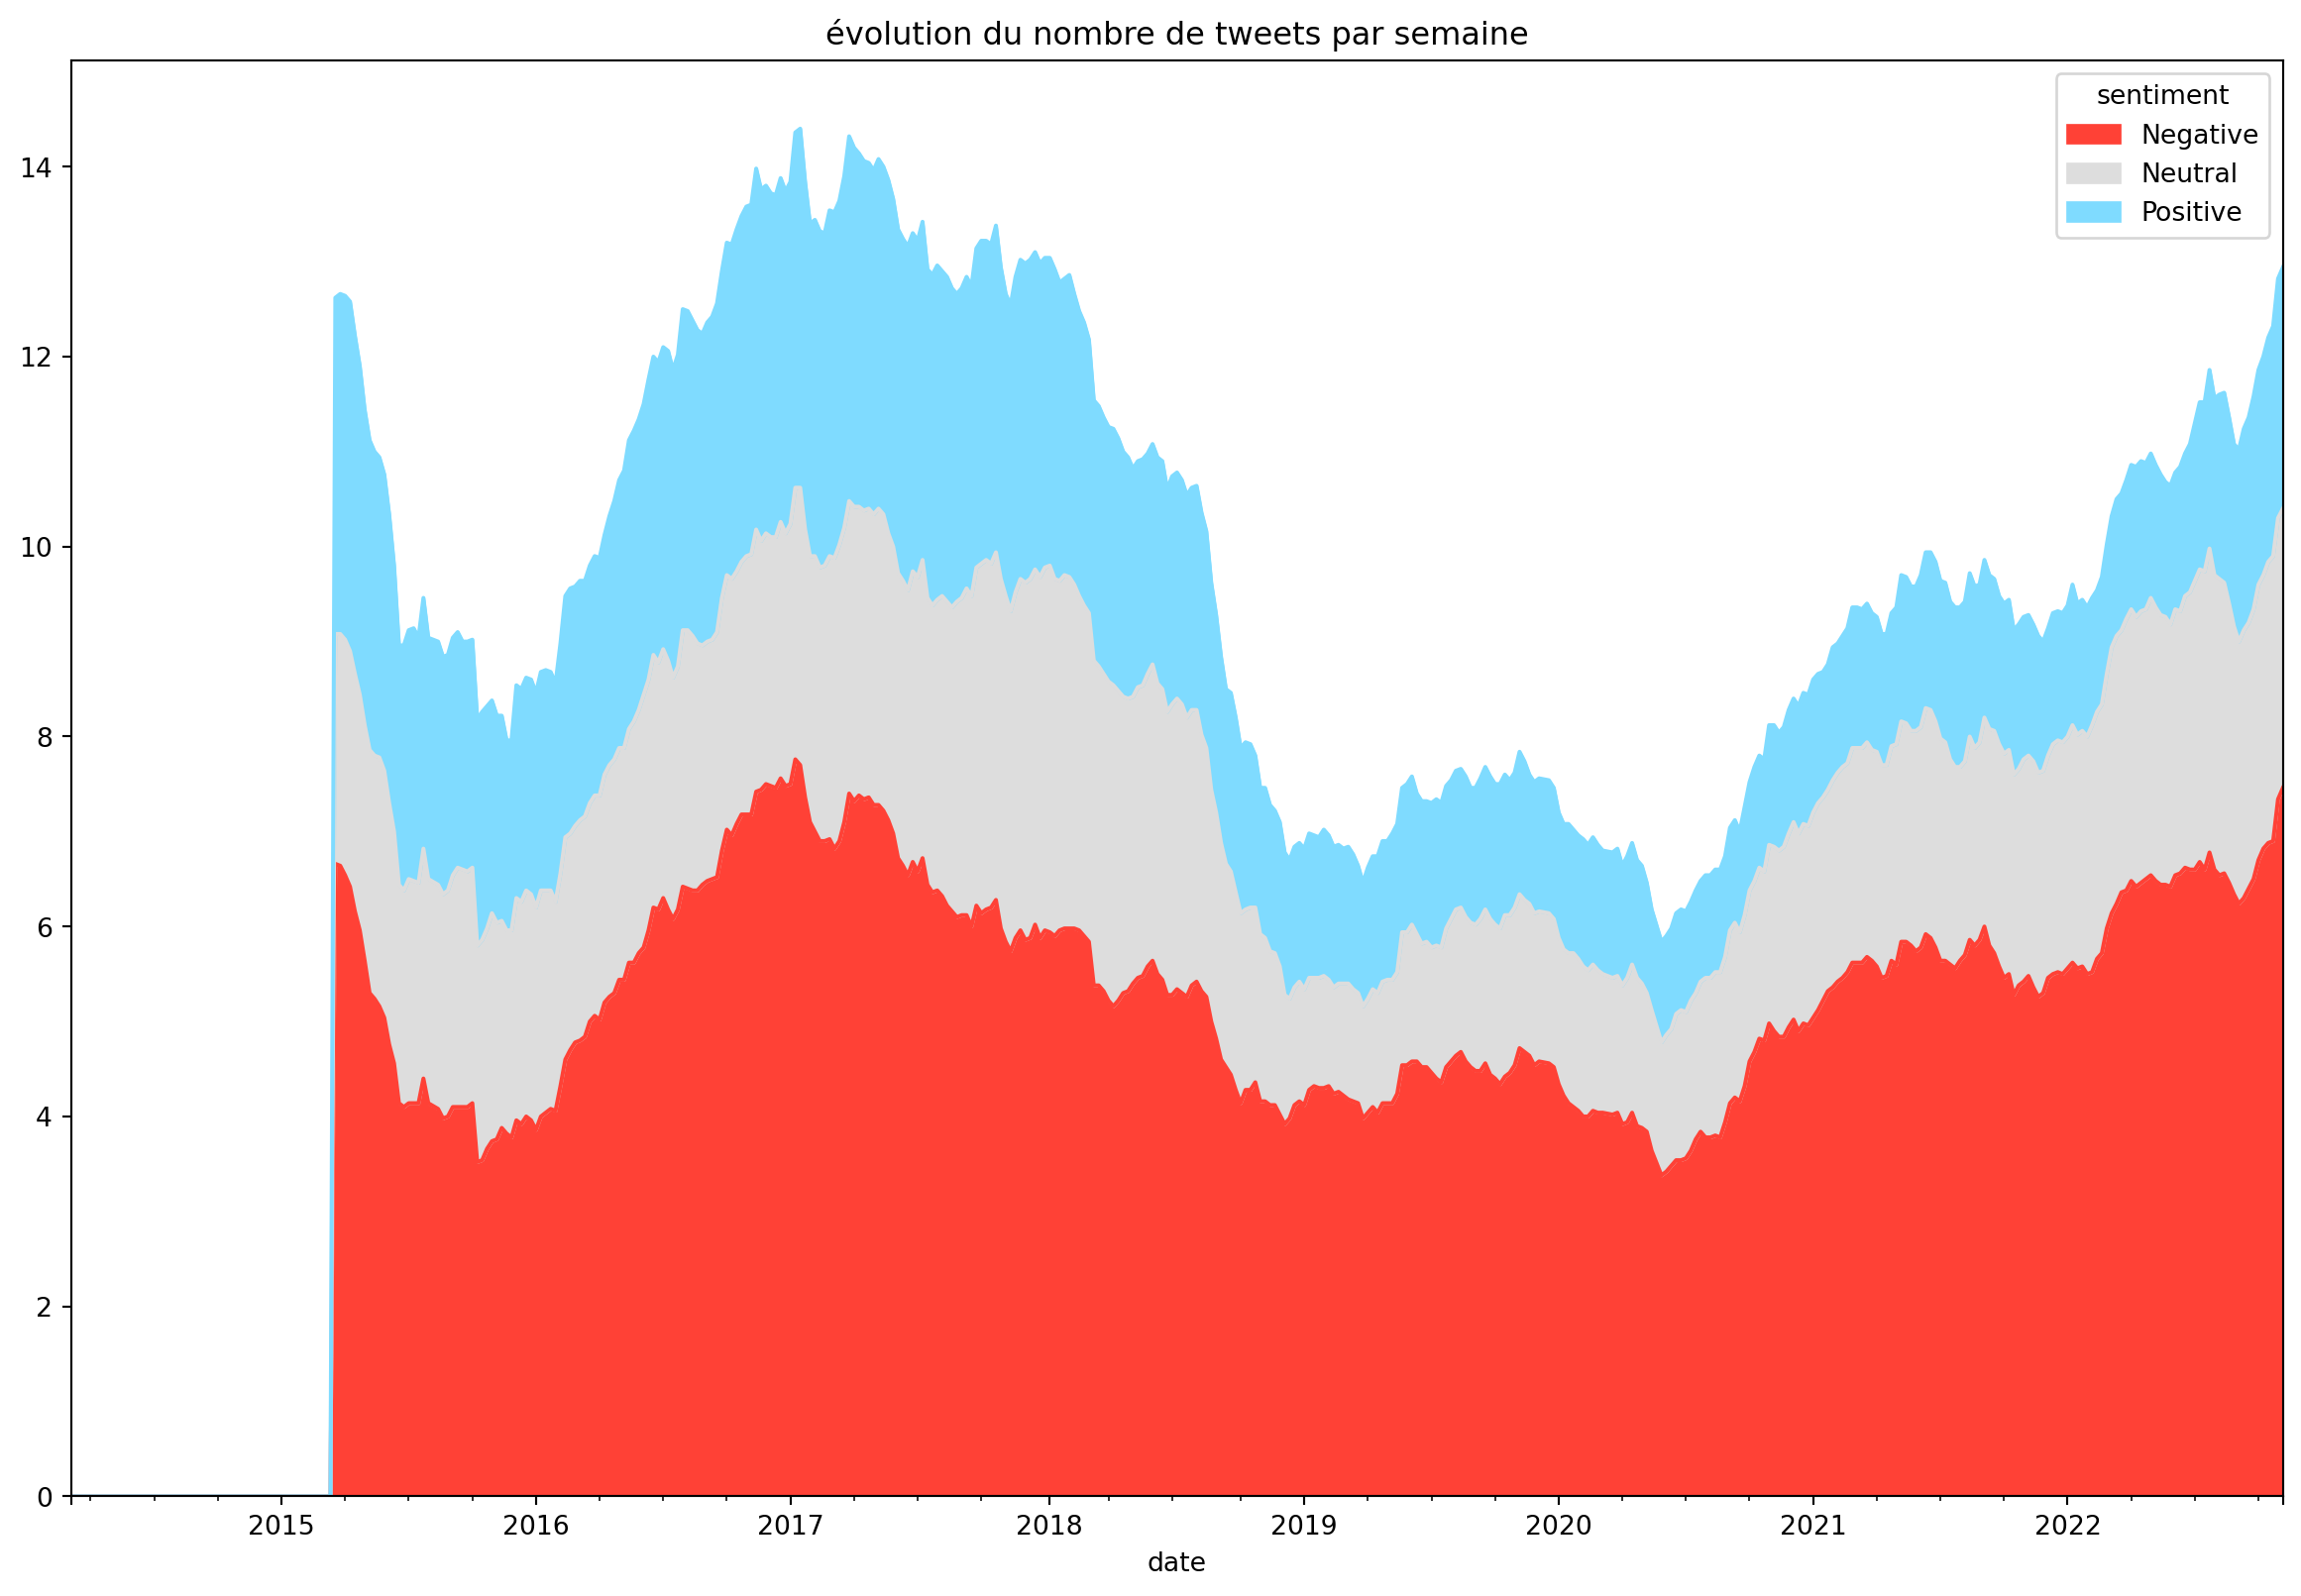 évolution du nombre de tweets par semaine
sentiment
Negative
Neutral
Positive
14
12
10
8
6
4
2
0
2015 2016 2017 2018 2019 2020 2021 2022
date